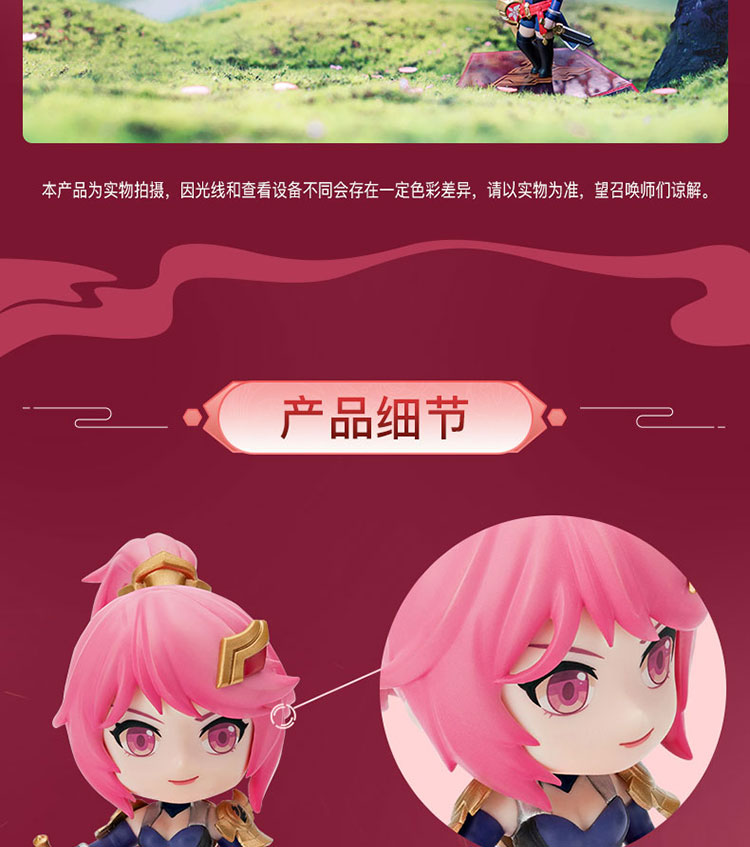 本产品为实物拍摄，因光线和查看设备不同会存在一定色彩差异，请以实物为准，望召唤师们谅解。
产品细节